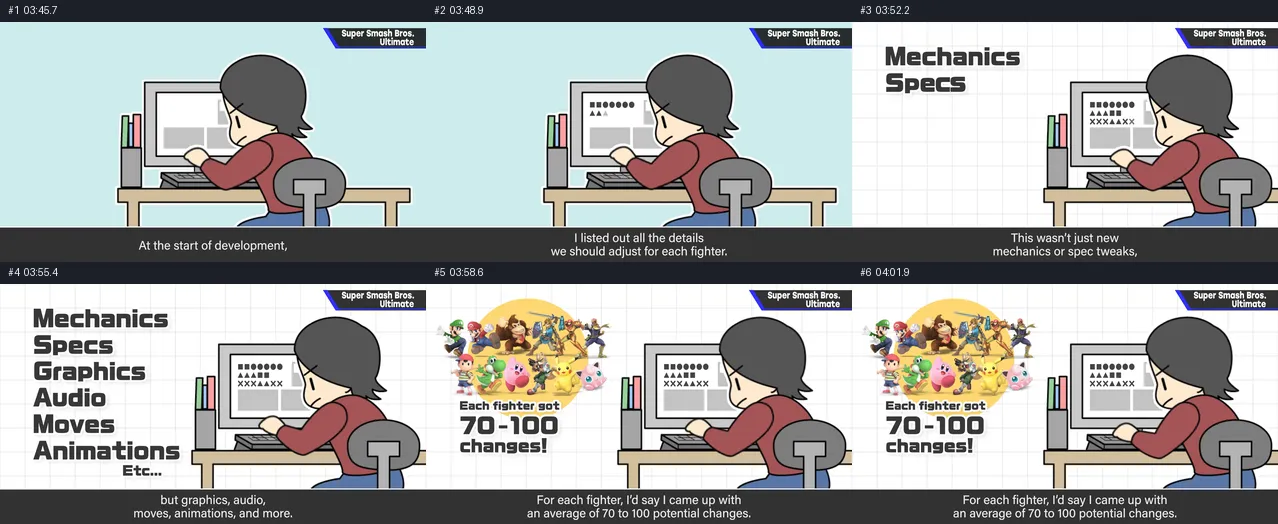 #1 03:45.7
Super Smash Bros.
Ultimate
At the start of development,
#2 03:48.9
Super Smash Bros.
Ultimate
I listed out all the details
we should adjust for each fighter.
#3 03:52.2
Super Smash Bros.
Ultimate
Mechanics
Specs
This wasn't just new
mechanics or spec tweaks,
#4 03:55.4
Super Smash Bros.
Ultimate
Mechanics
Specs
Graphics
Audio
Moves
Animations
Etc...
but graphics, audio,
moves, animations, and more.
#5 03:58.6
Super Smash Bros.
Ultimate
Each fighter got
70-100
changes!
For each fighter, I'd say I came up with
an average of 70 to 100 potential changes.
#6 04:01.9
Super Smash Bros.
Ultimate
Each fighter got
70-100
changes!
For each fighter, I'd say I came up with
an average of 70 to 100 potential changes.